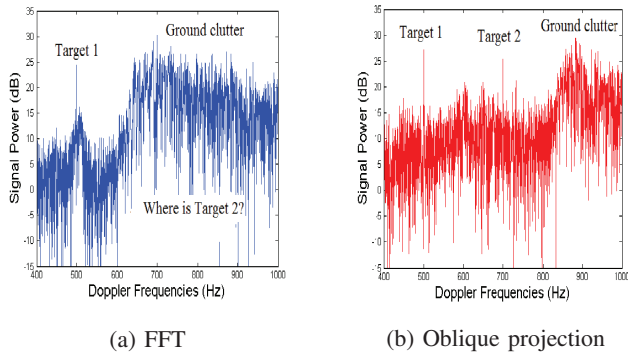 Ground clutter
Target 1
Where is Target 2?
Signal Power (dB)
35
30
25
20
15
10
5
0
-5
-10
-15
400 500 600 700 800 900 1000
Doppler Frequencies (Hz)
(a) FFT
Ground clutter
Target 1
Target 2
Signal Power (dB)
35
30
25
20
15
10
5
0
-5
400 500 600 700 800 900 1000
Doppler Frequencies (Hz)
(b) Oblique projection